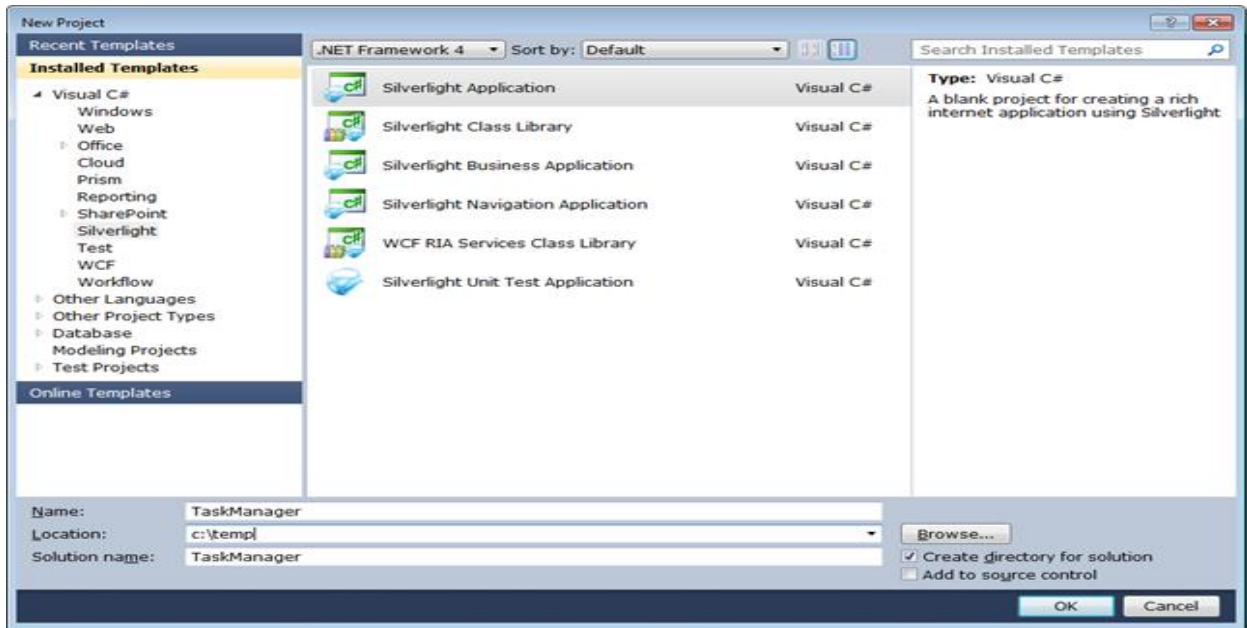 New Project
Recent Templates
Installed Templates
Visual C#
Windows
Web
Office
Cloud
Prism
Reporting
SharePoint
Silverlight
Test
WCF
Workflow
Other Languages
Other Project Types
Database
Modeling Projects
Test Projects
Online Templates
.NET Framework 4 Sort by: Default
Silverlight Application Visual C#
Silverlight Class Library Visual C#
Silverlight Business Application Visual C#
Silverlight Navigation Application Visual C#
WCF RIA Services Class Library Visual C#
Silverlight Unit Test Application Visual C#
Search Installed Templates
Type: Visual C#
A blank project for creating a rich
internet application using Silverlight
Name: TaskManager
Location: c:\temp Browse...
Solution name: TaskManager
Create directory for solution
Add to source control
OK Cancel